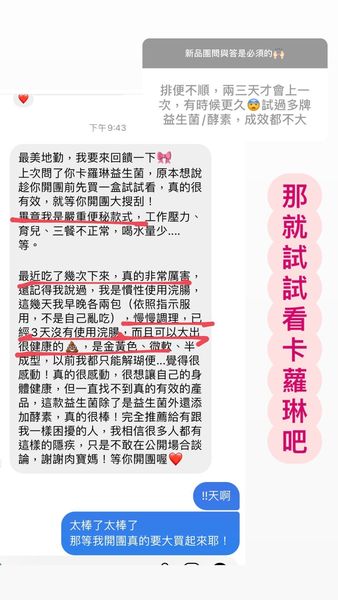 新品團問與答是必須的🙌🏻
排便不順，兩三天才會上一
次，有時候更久😨試過多牌
益生菌/酵素，成效都不大
❤️
下午9:43
最美地勤，我要來回饋一下🎀
上次問了你卡羅琳益生菌，原本想說
趁你開團前先買一盒試試看，真的很
有效，就等你開團大搜刮！
畢竟我是嚴重便秘款式，工作壓力、
育兒、三餐不正常，喝水量少....
等。
最近吃了幾次下來，真的非常厲害，
還記得我說過，我是慣性使用浣腸，
這幾天我早晚各兩包（依照指示服
用，不是自己亂吃），慢慢調理，已
經3天沒有使用浣腸，而且可以大出
很健康的💩，是金黃色、微軟、半
成型，以前我都只能解瑚便...覺得很
感動！真的很感動，很想讓自己的身
體健康，但一直找不到真的有效的產
品，這款益生菌除了是益生菌外還添
加酵素，真的很棒！完全推薦給有跟
我一樣困擾的人，我相信很多人都有
這樣的隱疾，只是不敢在公開場合談
論，謝謝肉寶媽！等你開團喔❤️
!!天啊
太棒了太棒了
那等我開團真的要大買起來耶！
那就試試看卡蘿琳吧